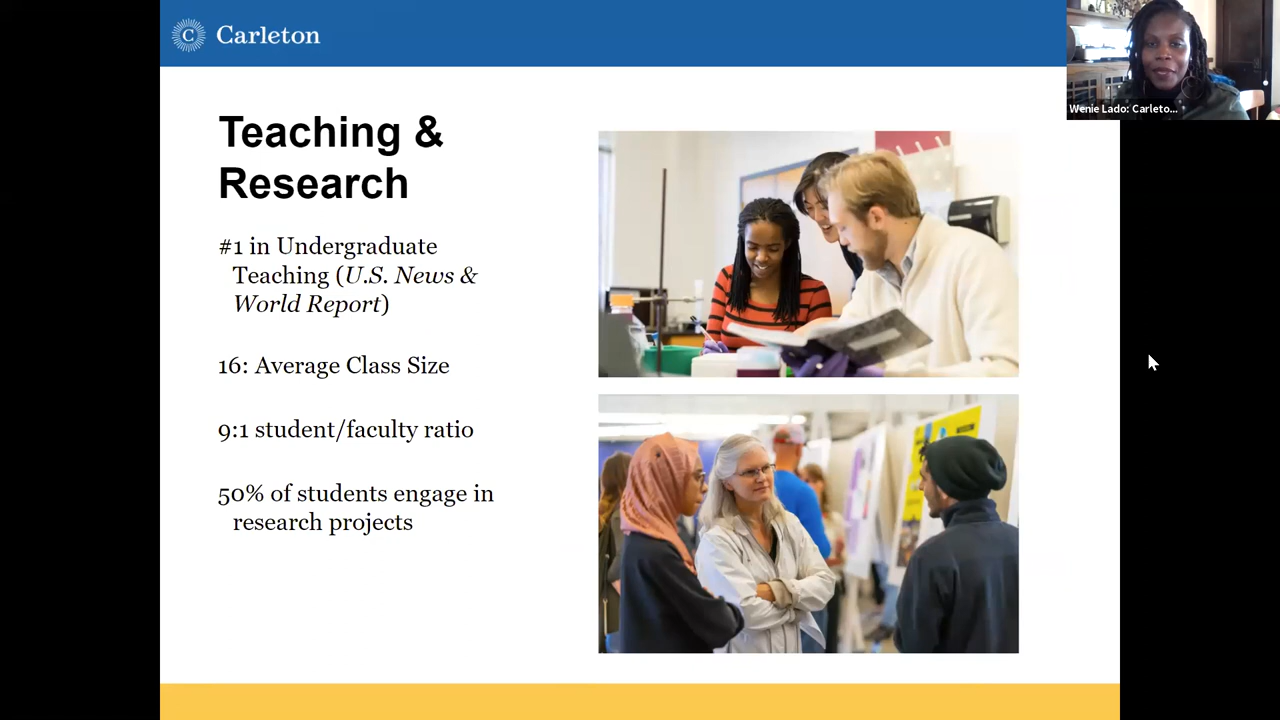 Carleton
Wenie Lado: Carleto...
Teaching &
Research
#1 in Undergraduate
Teaching (U.S. News &
World Report)
16: Average Class Size
9:1 student/faculty ratio
50% of students engage in
research projects